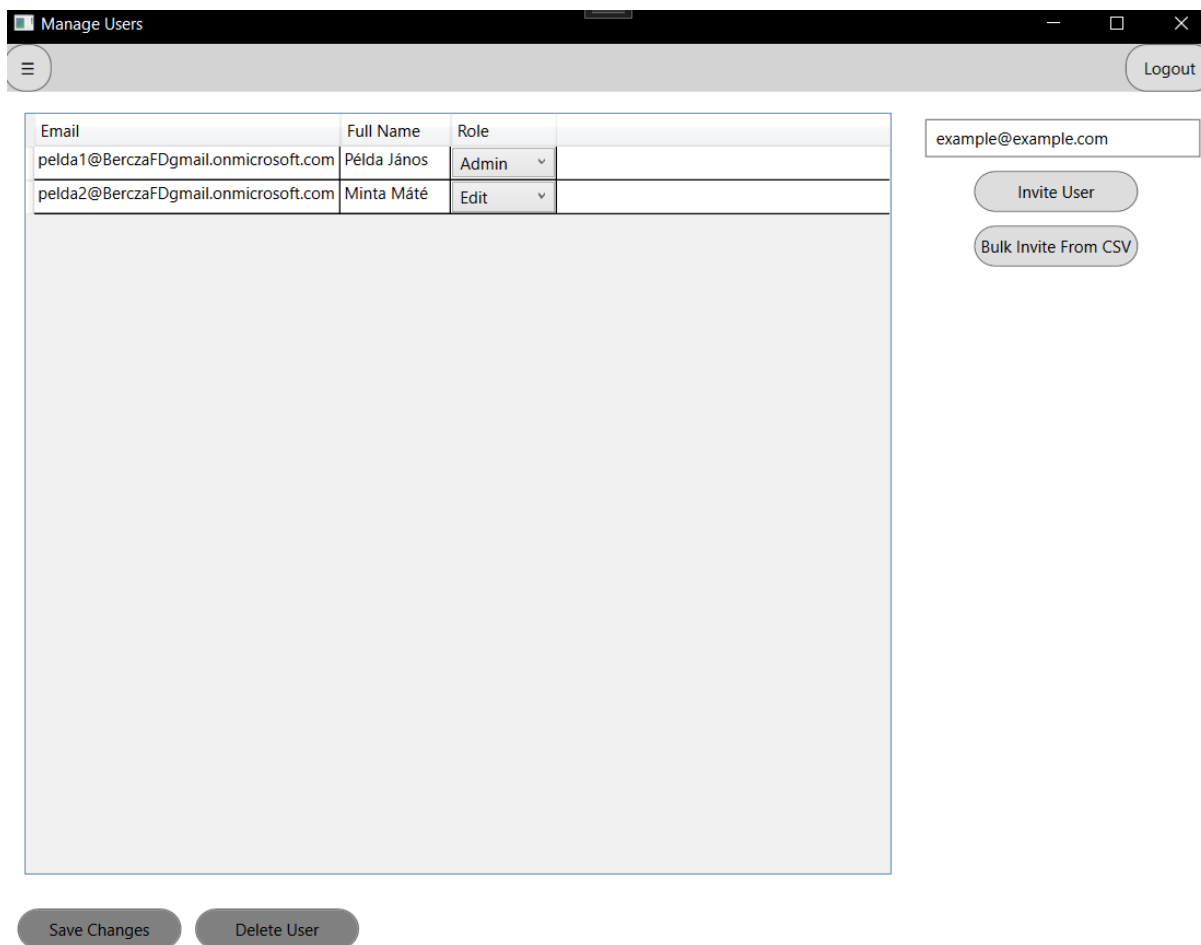 Manage Users
☰ Logout
Email Full Name Role
pelda1@BerczaFDgmail.onmicrosoft.com Példa János Admin
pelda2@BerczaFDgmail.onmicrosoft.com Minta Máté Edit
example@example.com
Invite User
Bulk Invite From CSV
Save Changes Delete User